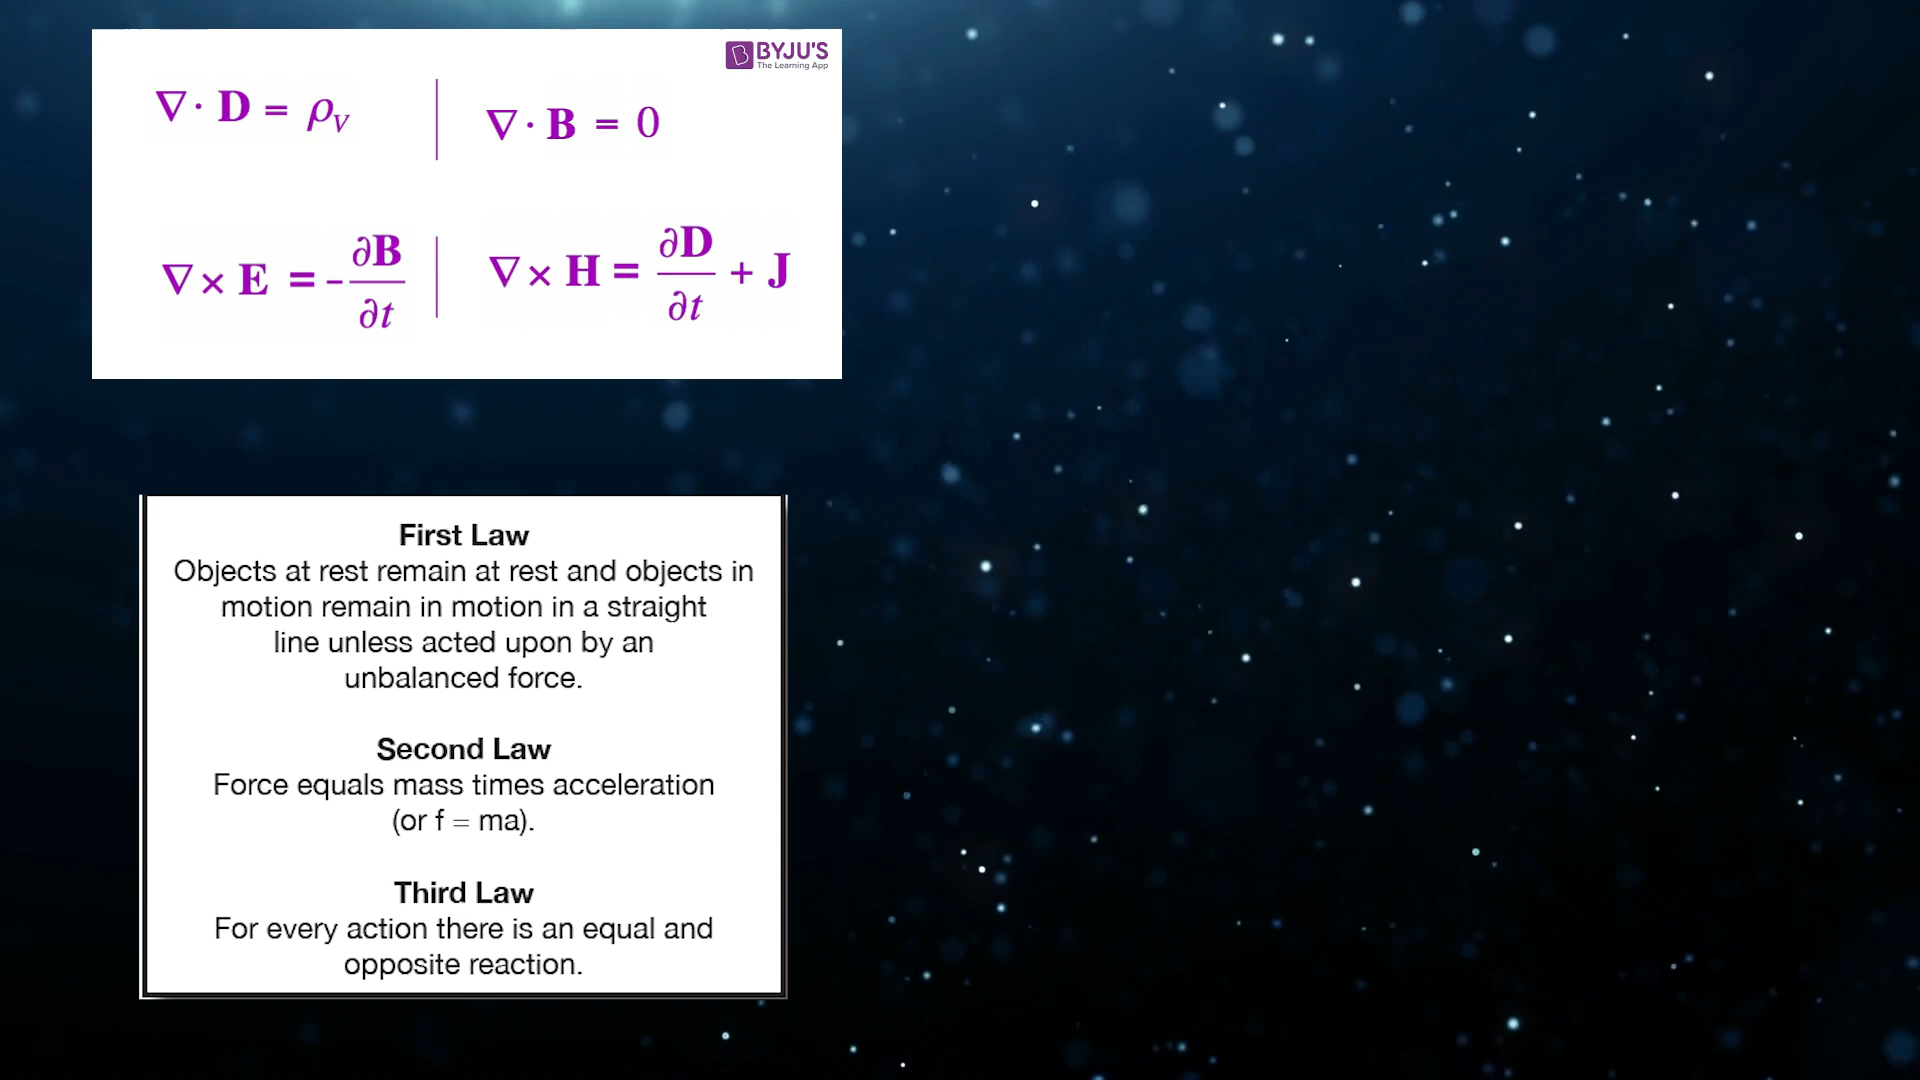 BYJU'S
The Learning App
∇· D = ρV
∇· B = 0
∇× E = -∂B/∂t
∇× H = ∂D/∂t + J
First Law
Objects at rest remain at rest and objects in
motion remain in motion in a straight
line unless acted upon by an
unbalanced force.
Second Law
Force equals mass times acceleration
(or f = ma).
Third Law
For every action there is an equal and
opposite reaction.